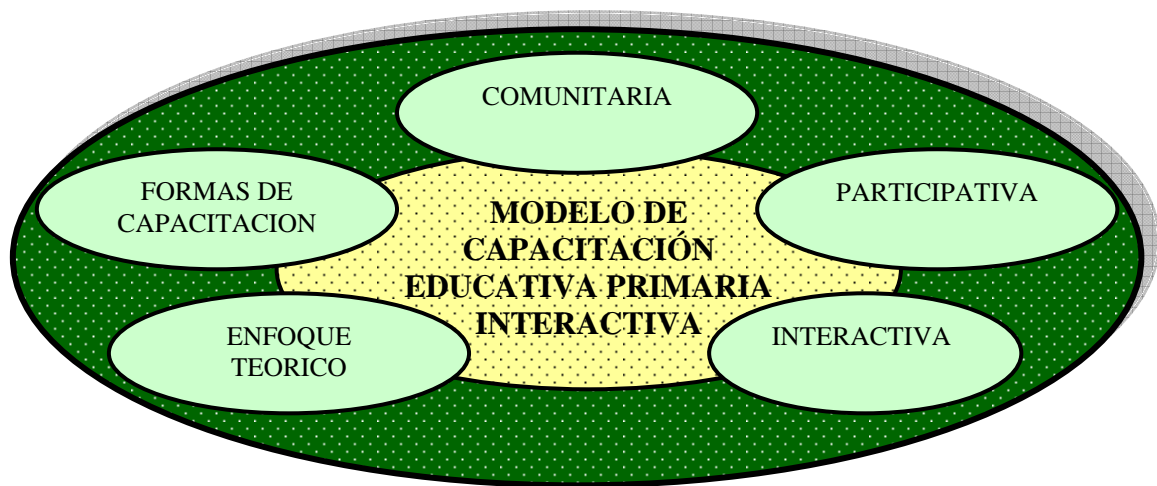 COMUNITARIA
FORMAS DE
CAPACITACION
PARTICIPATIVA
MODELO DE
CAPACITACIÓN
EDUCATIVA PRIMARIA
INTERACTIVA
ENFOQUE
TEORICO
INTERACTIVA